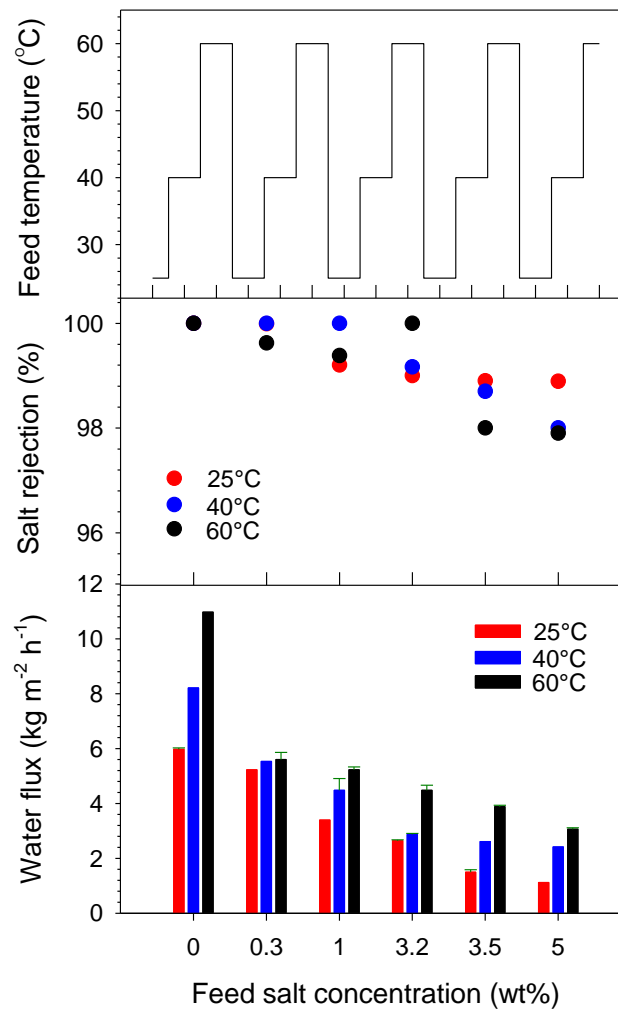 Feed temperature (°C)
60
50
40
30
Salt rejection (%)
100
98
96
25°C
40°C
60°C
Water flux (kg m⁻² h⁻¹)
12
10
8
6
4
2
0
25°C
40°C
60°C
0 0.3 1 3.2 3.5 5
Feed salt concentration (wt%)